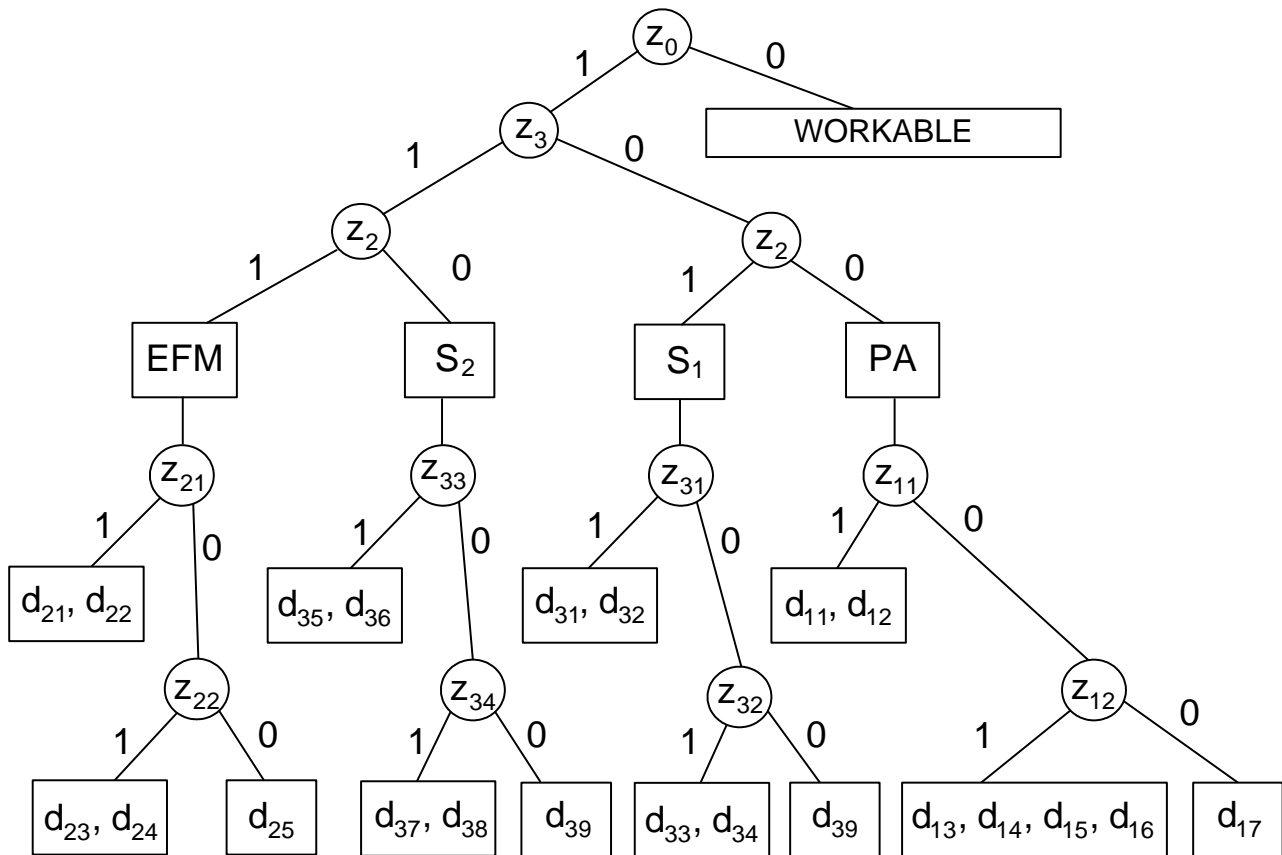 z₀
1
0
WORKABLE
z₃
1
0
z₂
z₂
1
0
1
0
EFM
S₂
S₁
PA
z₂₁
z₃₃
z₃₁
z₁₁
1
0
1
0
1
0
1
0
d₂₁, d₂₂
d₃₅, d₃₆
d₃₁, d₃₂
d₁₁, d₁₂
z₂₂
z₃₄
z₃₂
z₁₂
1
0
1
0
1
0
1
0
d₂₃, d₂₄
d₂₅
d₃₇, d₃₈
d₃₉
d₃₃, d₃₄
d₃₉
d₁₃, d₁₄, d₁₅, d₁₆
d₁₇